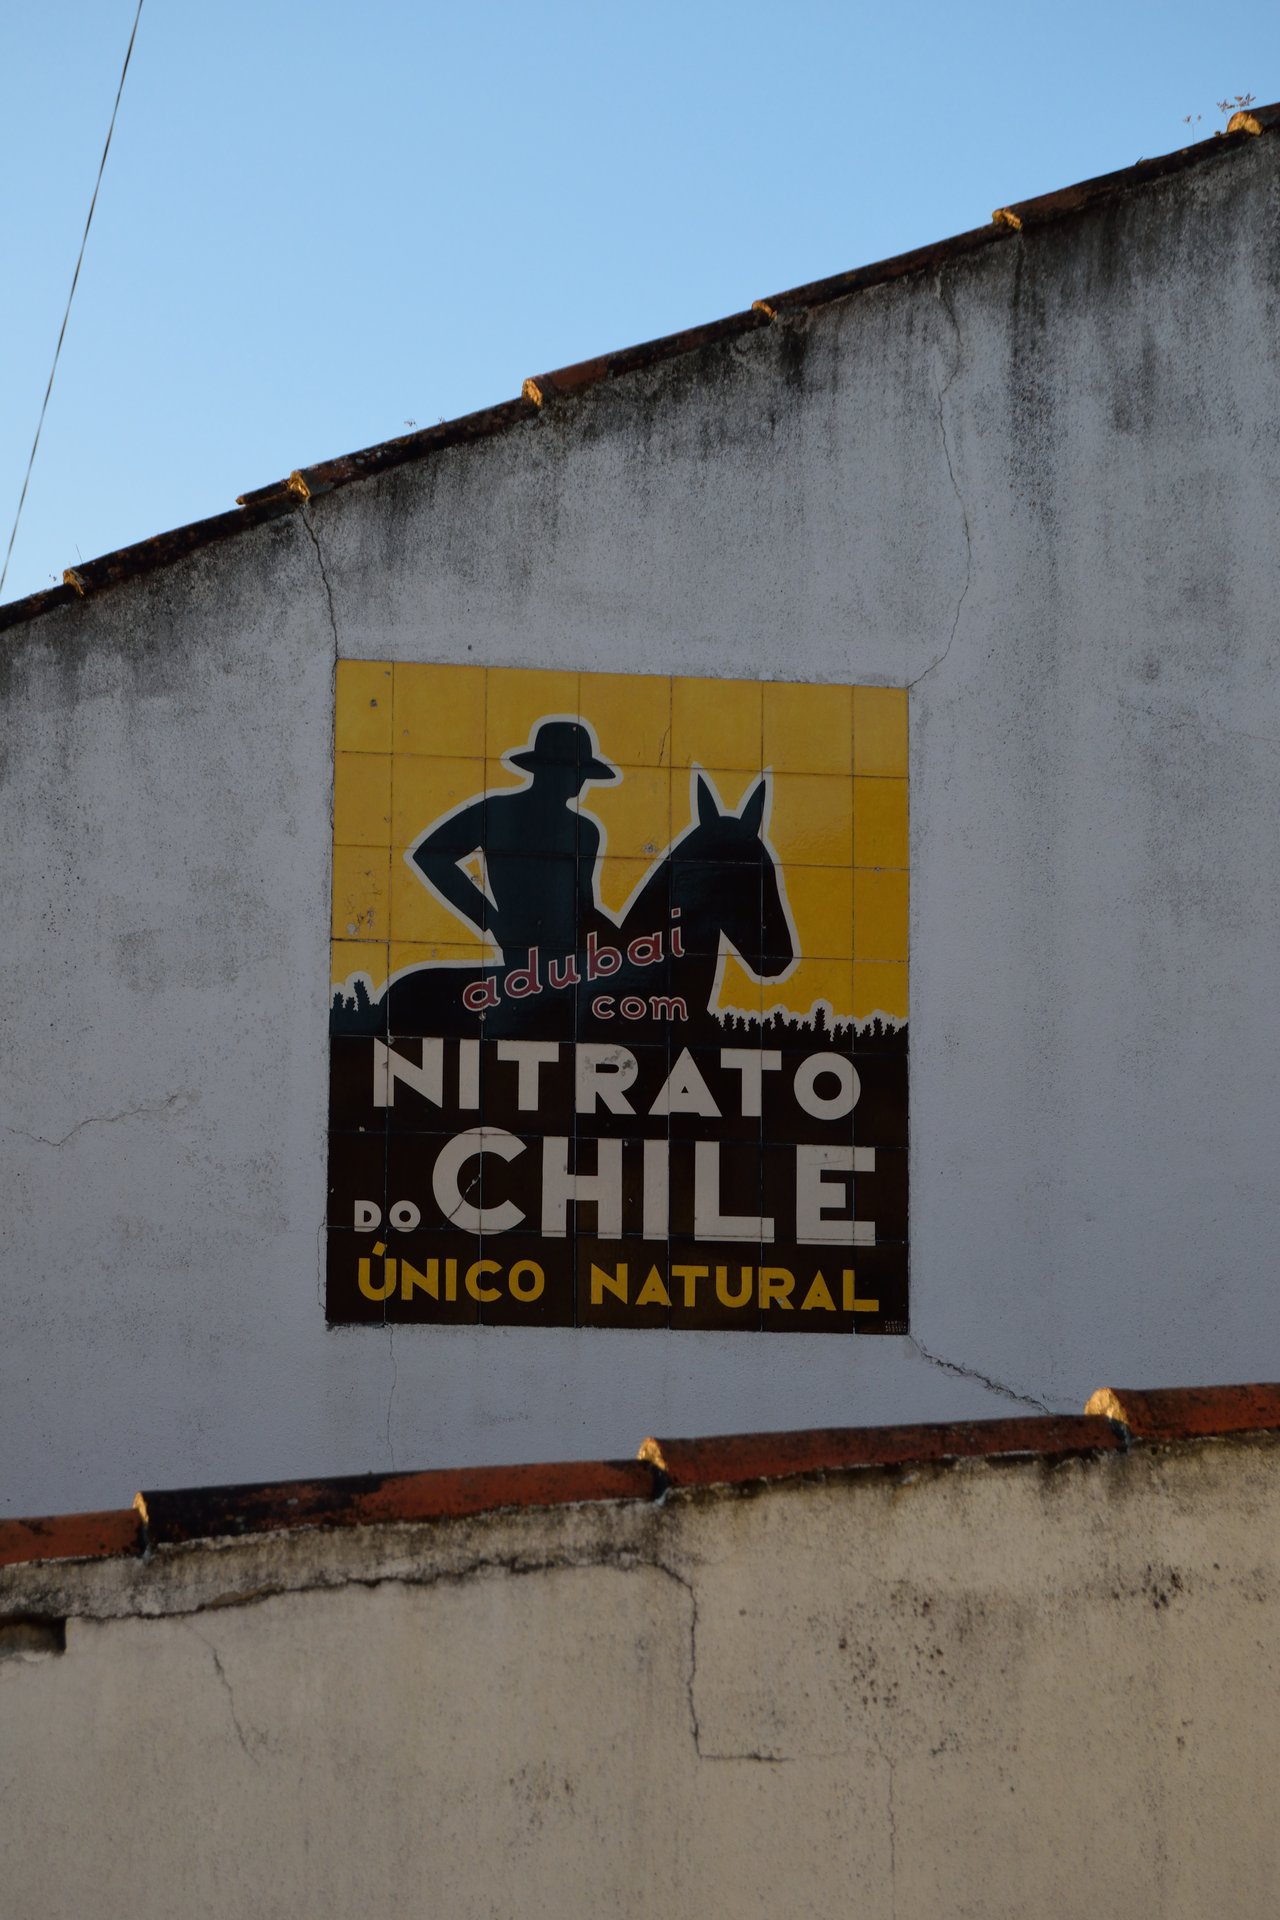 adubai
com
NITRATO
DO CHILE
ÚNICO NATURAL